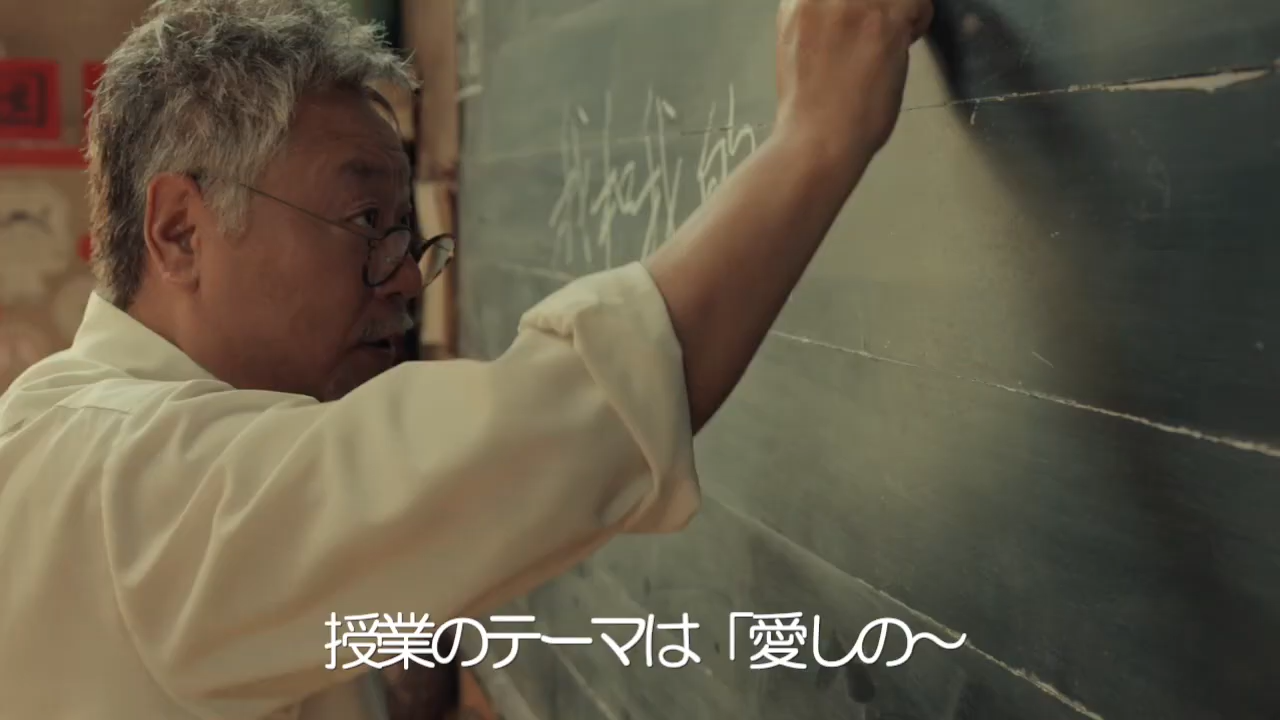 我和我的
授業のテーマは「愛しの～